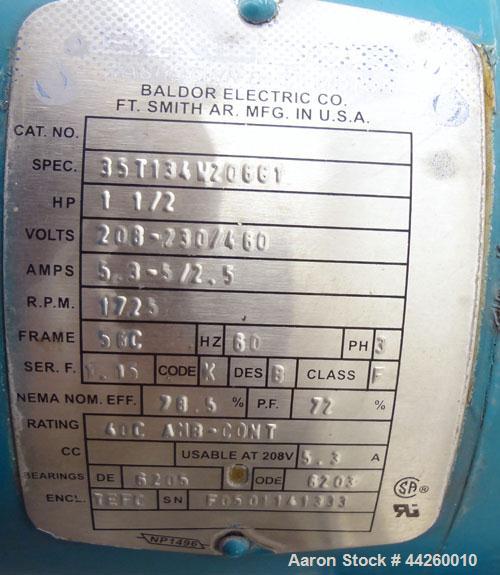 BALDOR ELECTRIC CO.
FT. SMITH AR. MFG. IN U.S.A.
CAT. NO.
SPEC. 35T134W206G1
HP 1 1/2
VOLTS 208-230/460
AMPS 5.3-5/2.5
R.P.M. 1725
FRAME 56C HZ 60 PH 3
SER. F. 1.15 CODE K DES B CLASS F
NEMA NOM. EFF. 78.5 % P.F. 72 %
RATING 40C AMB-CONT
CC USABLE AT 208V 5.3 A
BEARINGS DE 6205 ODE 6203
ENCL. TEFC SN F0501141393
NP1496
SA ®
Aaron Stock # 44260010